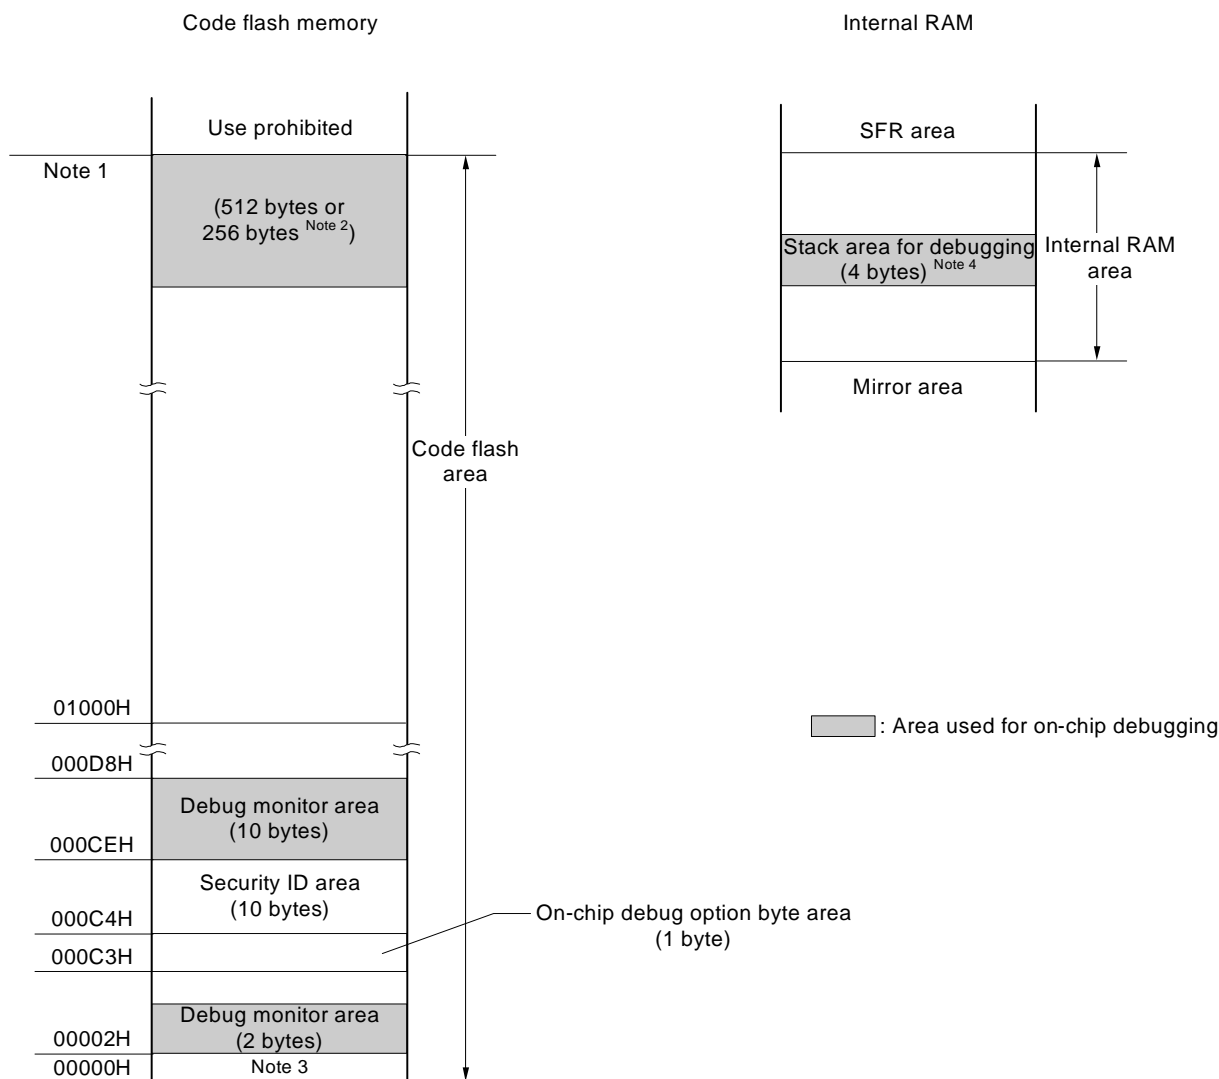 Code flash memory
Internal RAM
Use prohibited
Note 1
(512 bytes or
256 bytes Note 2)
SFR area
Stack area for debugging
(4 bytes) Note 4
Internal RAM
area
Mirror area
Code flash
area
01000H
: Area used for on-chip debugging
000D8H
Debug monitor area
(10 bytes)
000CEH
Security ID area
(10 bytes)
000C4H
On-chip debug option byte area
(1 byte)
000C3H
Debug monitor area
(2 bytes)
00002H
00000H
Note 3